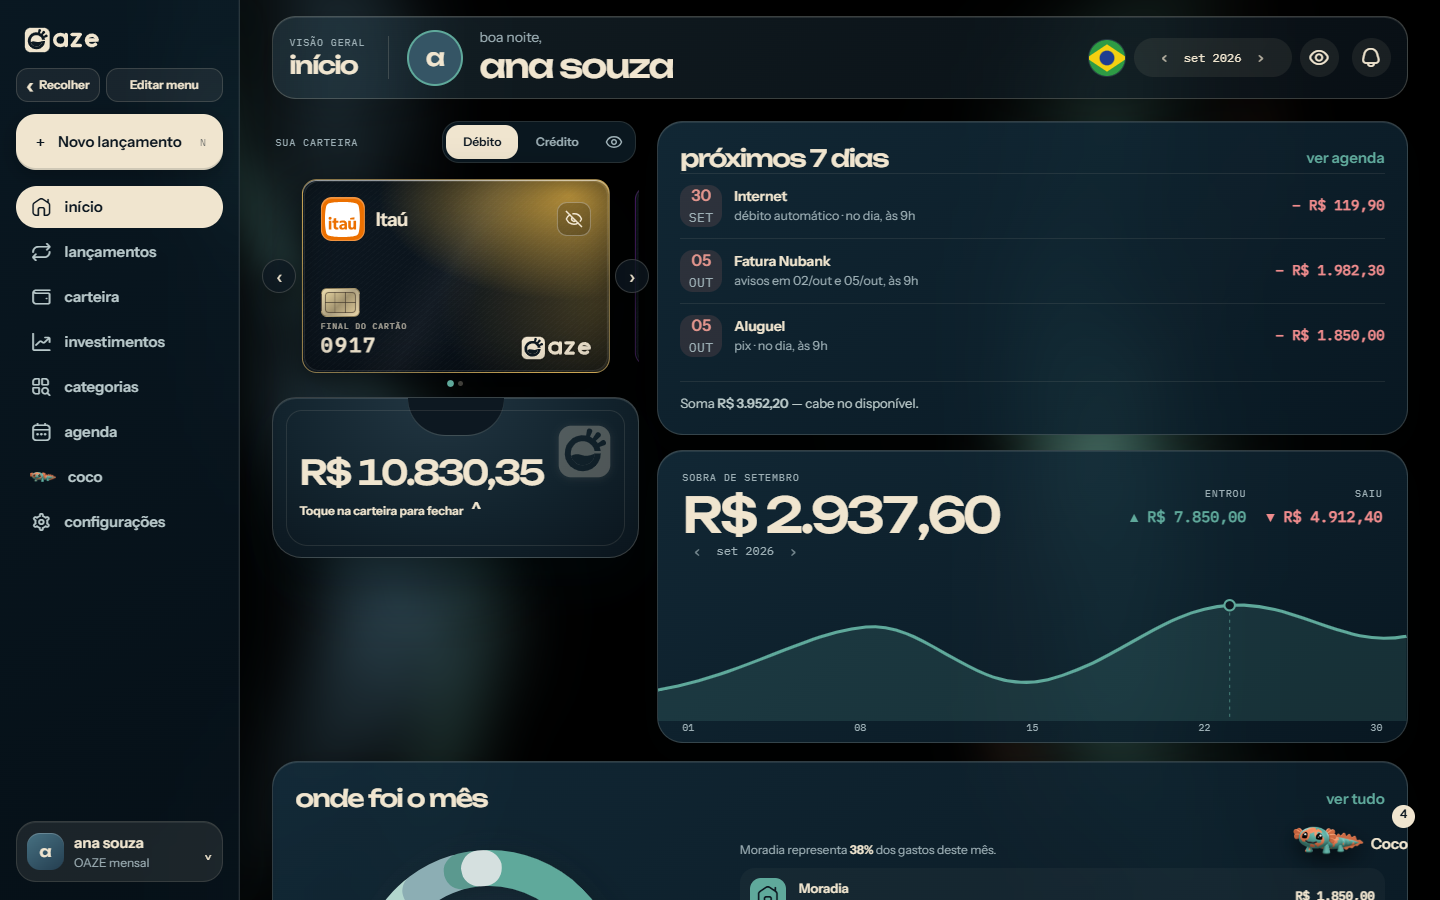 aze
‹ Recolher
Editar menu
+ Novo lançamento N
início
lançamentos
carteira
investimentos
categorias
agenda
coco
configurações
a
ana souza
OAZE mensal
VISÃO GERAL
início
a
boa noite,
ana souza
‹ set 2026 ›
SUA CARTEIRA
Débito
Crédito
itaú
Itaú
FINAL DO CARTÃO
0917
aze
R$ 10.830,35
Toque na carteira para fechar
próximos 7 dias
ver agenda
30 SET
Internet
débito automático · no dia, às 9h
− R$ 119,90
05 OUT
Fatura Nubank
avisos em 02/out e 05/out, às 9h
− R$ 1.982,30
05 OUT
Aluguel
pix · no dia, às 9h
− R$ 1.850,00
Soma R$ 3.952,20 — cabe no disponível.
SOBRA DE SETEMBRO
R$ 2.937,60
‹ set 2026 ›
ENTROU
▲ R$ 7.850,00
SAIU
▼ R$ 4.912,40
01 08 15 22 30
onde foi o mês
ver tudo
4
Coco
Moradia representa 38% dos gastos deste mês.
Moradia
R$ 1.850,00